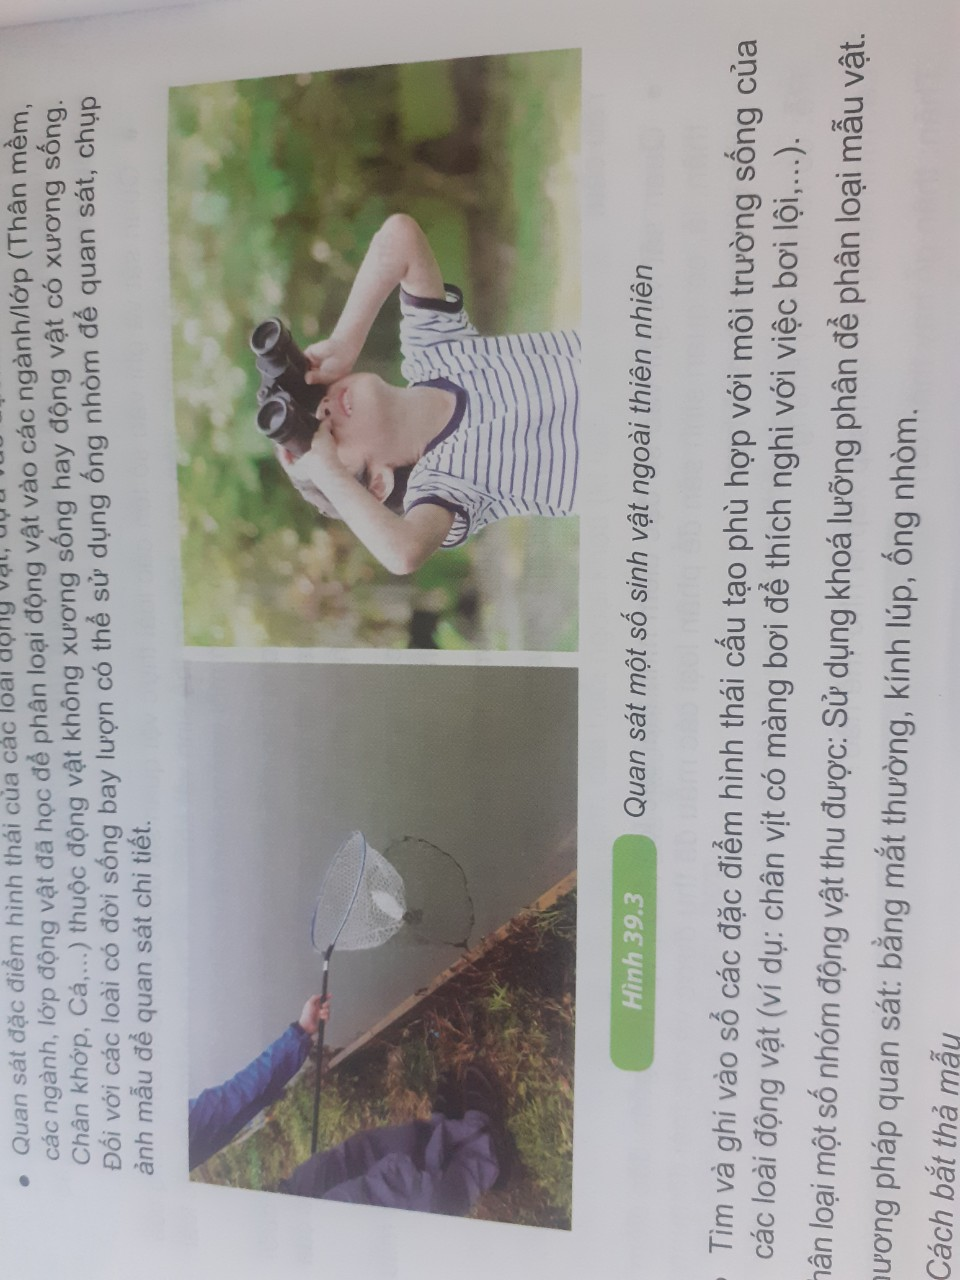 Quan sát đặc điểm hình thái của các loài động vật,
các ngành, lớp động vật đã học để phân loại động vật vào các ngành/lớp (Thân mềm,
Chân khớp, Cá,...) thuộc động vật không xương sống hay động vật có xương sống.
Đối với các loài có đời sống bay lượn có thể sử dụng ống nhòm để quan sát, chụp
ảnh mẫu để quan sát chi tiết.
Hình 39.3 Quan sát một số sinh vật ngoài thiên nhiên
Tìm và ghi vào sổ các đặc điểm hình thái cấu tạo phù hợp với môi trường sống của
các loài động vật (ví dụ: chân vịt có màng bơi để thích nghi với việc bơi lội,...).
hân loại một số nhóm động vật thu được: Sử dụng khoá lưỡng phân để phân loại mẫu vật.
ương pháp quan sát: bằng mắt thường, kính lúp, ống nhòm.
Cách bắt thả mẫu